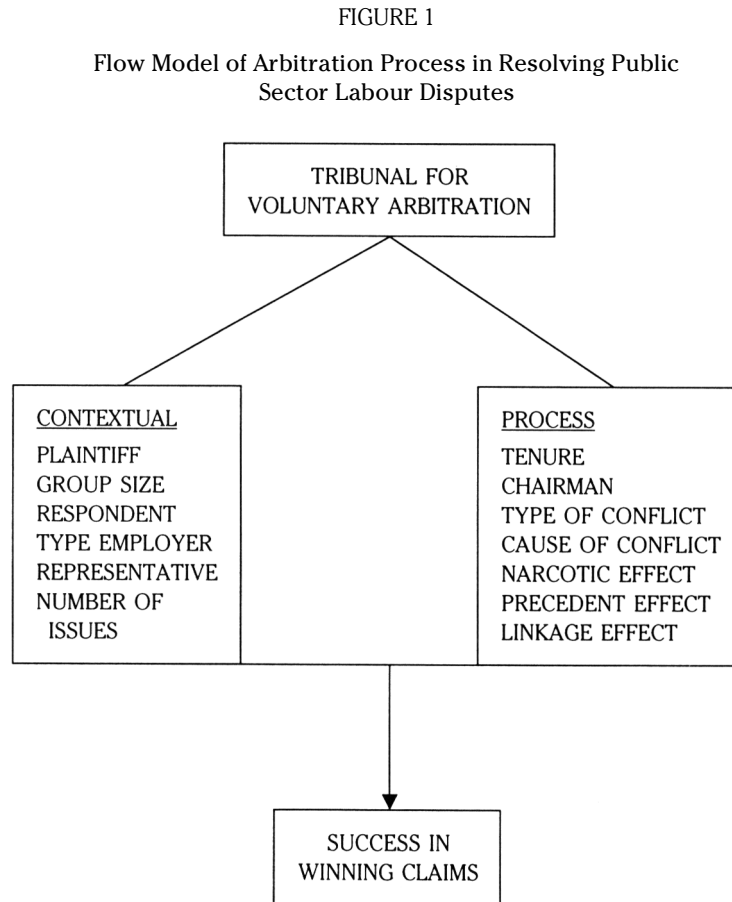 FIGURE 1
Flow Model of Arbitration Process in Resolving Public
Sector Labour Disputes
TRIBUNAL FOR
VOLUNTARY ARBITRATION
CONTEXTUAL
PLAINTIFF
GROUP SIZE
RESPONDENT
TYPE EMPLOYER
REPRESENTATIVE
NUMBER OF
ISSUES
PROCESS
TENURE
CHAIRMAN
TYPE OF CONFLICT
CAUSE OF CONFLICT
NARCOTIC EFFECT
PRECEDENT EFFECT
LINKAGE EFFECT
SUCCESS IN
WINNING CLAIMS